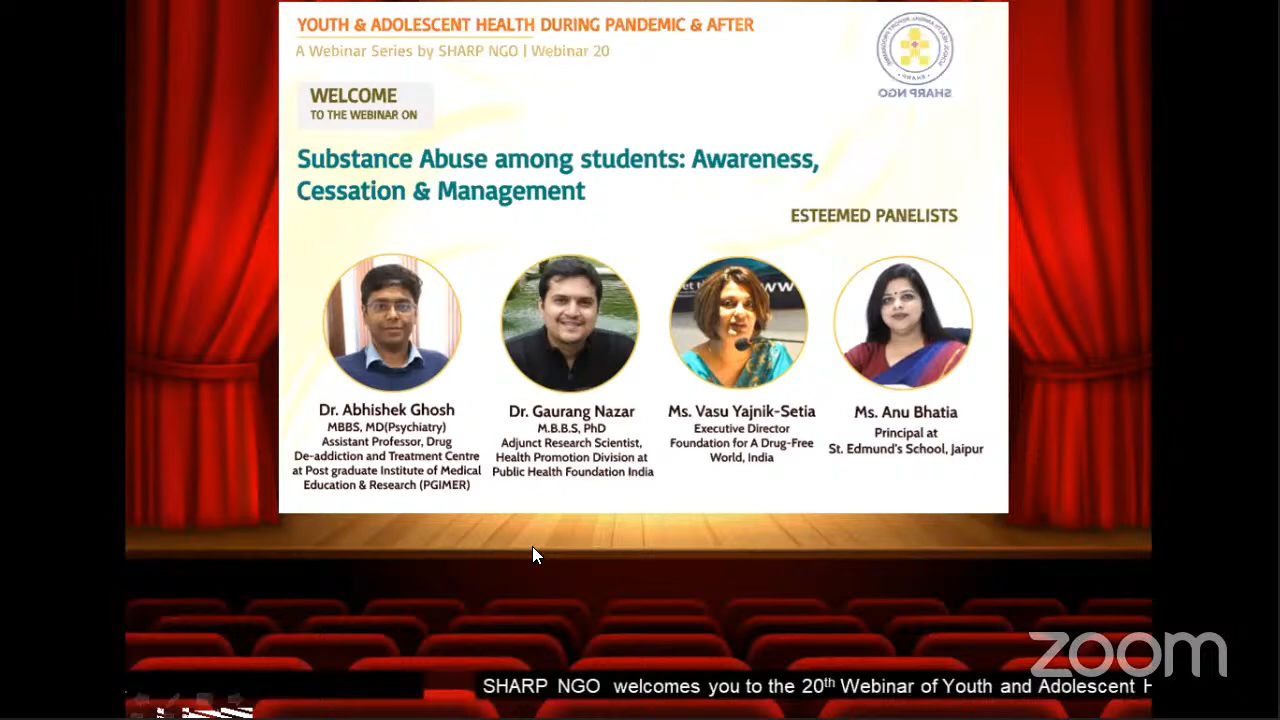 YOUTH & ADOLESCENT HEALTH DURING PANDEMIC & AFTER
A Webinar Series by SHARP NGO | Webinar 20
SHARP NGO
WELCOME
TO THE WEBINAR ON
Substance Abuse among students: Awareness,
Cessation & Management
ESTEEMED PANELISTS
Dr. Abhishek Ghosh
MBBS, MD(Psychiatry)
Assistant Professor, Drug
De-addiction and Treatment Centre
at Post graduate Institute of Medical
Education & Research (PGIMER)
Dr. Gaurang Nazar
M.B.B.S, PhD
Adjunct Research Scientist,
Health Promotion Division at
Public Health Foundation India
Ms. Vasu Yajnik-Setia
Executive Director
Foundation for A Drug-Free
World, India
Ms. Anu Bhatia
Principal at
St. Edmund's School, Jaipur
zoom
SHARP NGO welcomes you to the 20th Webinar of Youth and Adolescent H